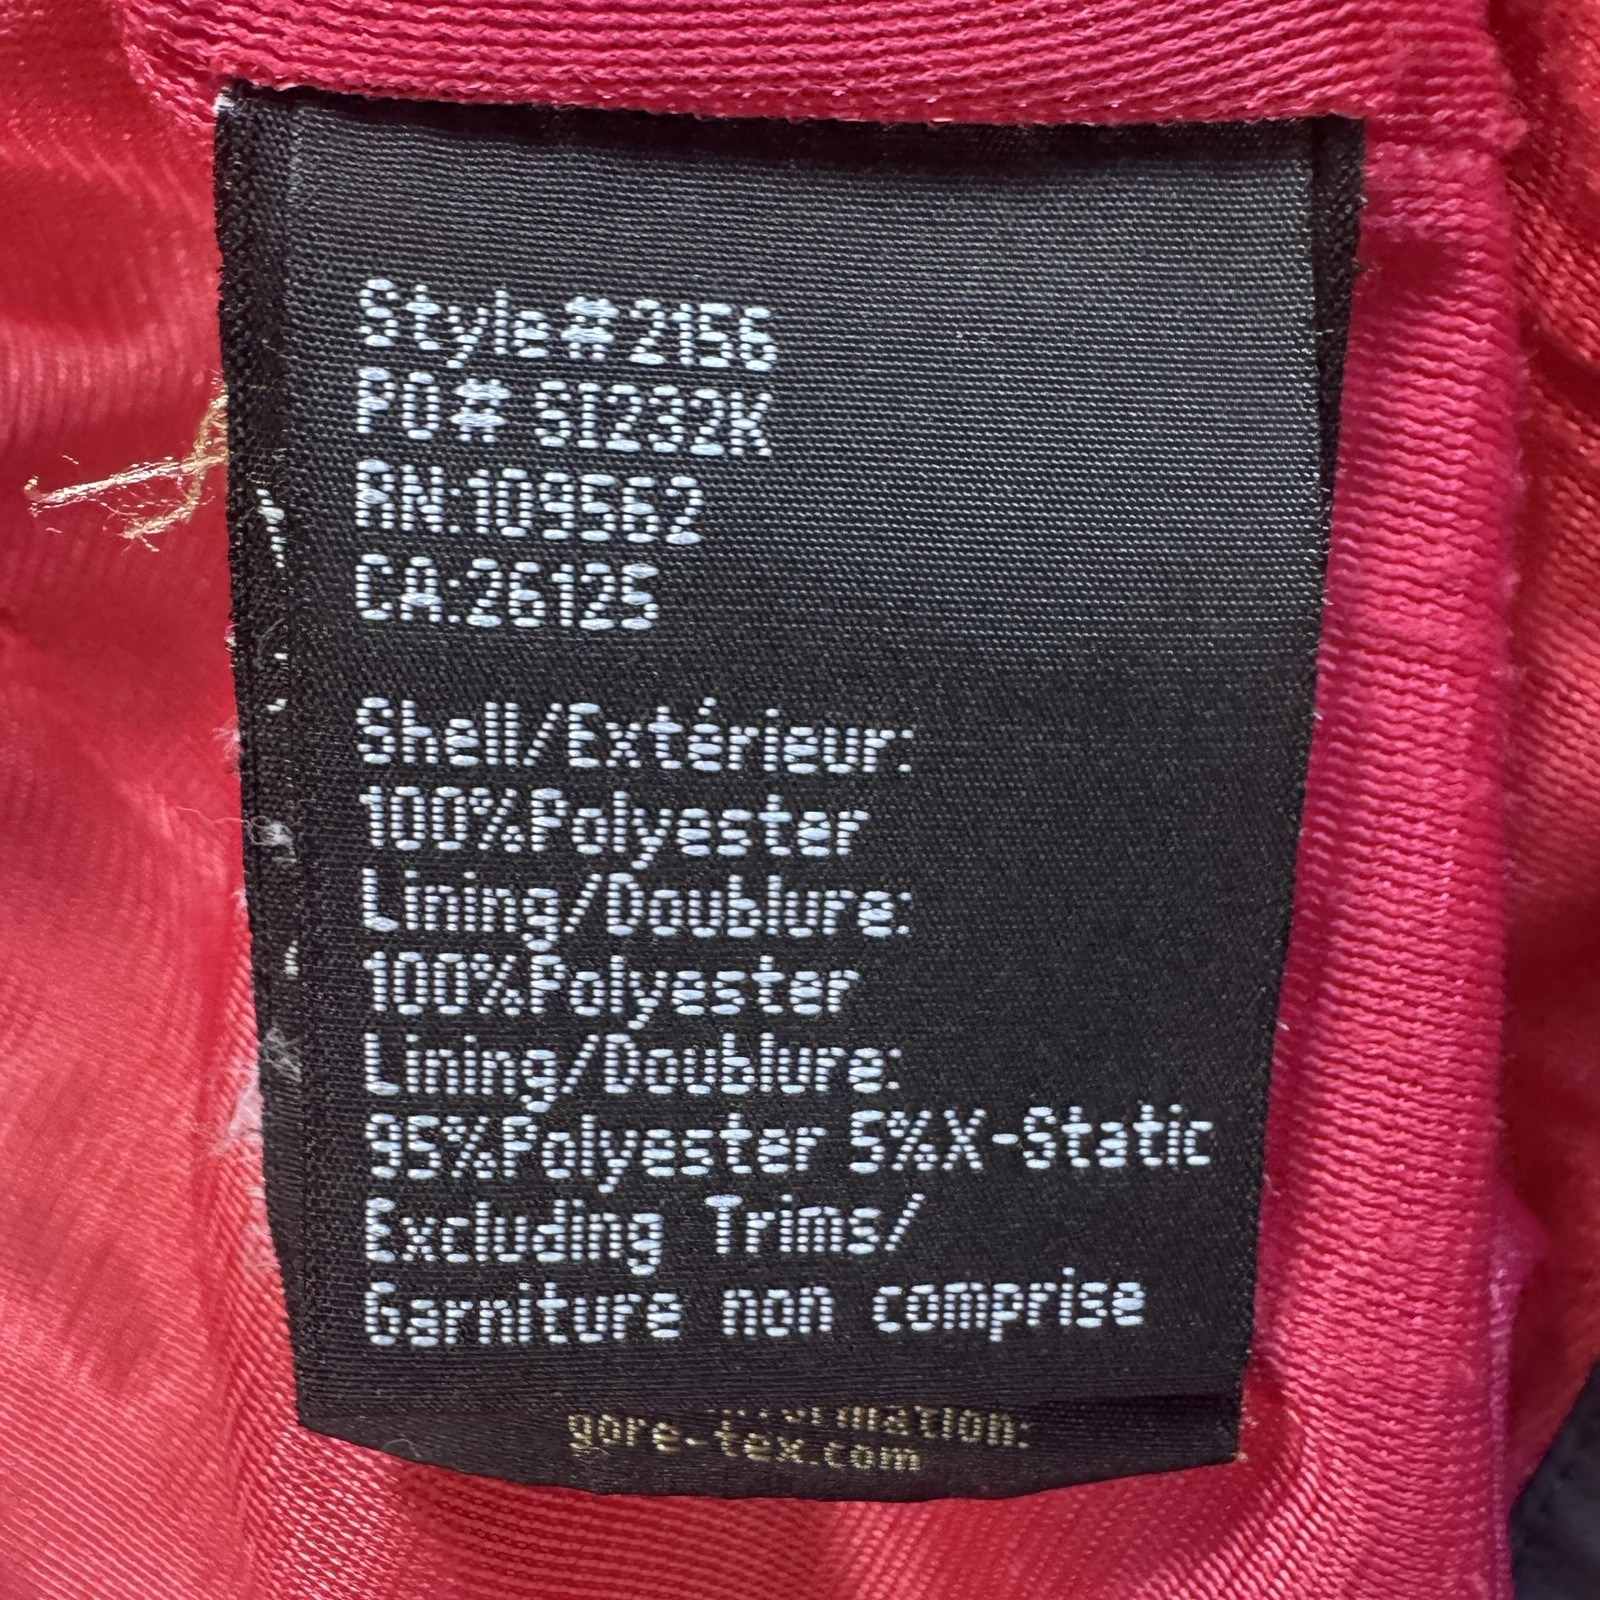 Style#2156
PO# SI232K
RN:109562
CA:26125
Shell/Extérieur:
100%Polyester
Lining/Doublure:
100%Polyester
Lining/Doublure:
95%Polyester 5%X-Static
Excluding Trims/
Garniture non comprise
gore-tex.com